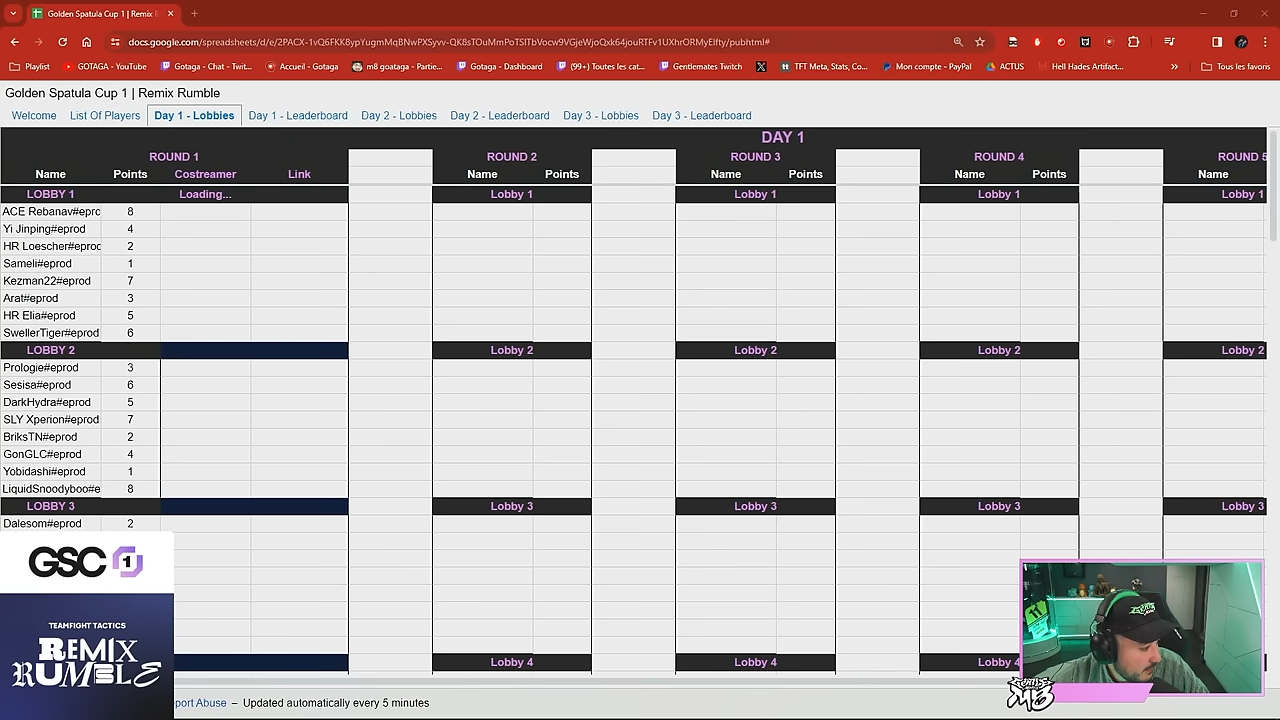 Golden Spatula Cup 1 | Remix
docs.google.com/spreadsheets/d/e/2PACX-1vQ6FKK8ypYugmMqBNwPXSyvv-QK8sTOuMmPoTSlTbVocw9VGjeWjoQxk64jouRTFv1UXhrORMyElfty/pubhtml#
Playlist GOTAGA - YouTube Gotaga - Chat - Twit... Accueil - Gotaga m8 goataga - Partie... Gotaga - Dashboard (99+) Toutes les cat... Gentlemates Twitch TFT Meta, Stats, Co... Mon compte - PayPal ACTUS Hell Hades Artifact... Tous les favoris
Golden Spatula Cup 1 | Remix Rumble
Welcome List Of Players Day 1 - Lobbies Day 1 - Leaderboard Day 2 - Lobbies Day 2 - Leaderboard Day 3 - Lobbies Day 3 - Leaderboard
DAY 1
ROUND 1 ROUND 2 ROUND 3 ROUND 4 ROUND 5
Name Points Costreamer Link Name Points Name Points Name Points Name
LOBBY 1 Loading... Lobby 1 Lobby 1 Lobby 1 Lobby 1
ACE Rebanav#eprc 8
Yi Jinping#eprod 4
HR Loescher#eproc 2
Sameli#eprod 1
Kezman22#eprod 7
Arat#eprod 3
HR Elia#eprod 5
SwellerTiger#eprod 6
LOBBY 2 Lobby 2 Lobby 2 Lobby 2 Lobby 2
Prologie#eprod 3
Sesisa#eprod 6
DarkHydra#eprod 5
SLY Xperion#eprod 7
BriksTN#eprod 2
GonGLC#eprod 4
Yobidashi#eprod 1
LiquidSnoodyboo#e 8
LOBBY 3 Lobby 3 Lobby 3 Lobby 3 Lobby 3
Dalesom#eprod 2
GSC 1
TEAMFIGHT TACTICS
REMIX
RUMBLE
Lobby 4 Lobby 4 Lobby 4
port Abuse – Updated automatically every 5 minutes
M8